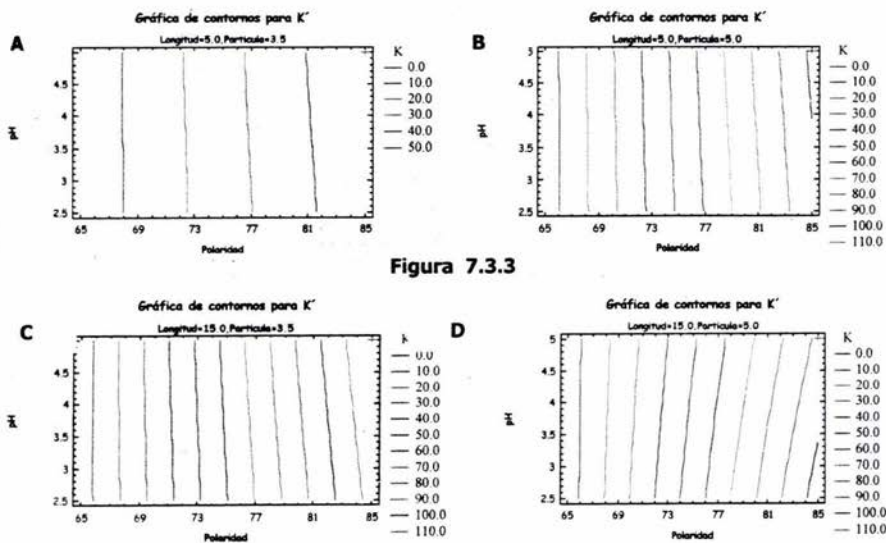 Gráfica de contornos para K´
A
Longitud=5.0,Particula=3.5
K
0.0
10.0
20.0
30.0
40.0
50.0
4.5
4
3.5
3
2.5
pH
65 69 73 77 81 85
Polaridad
Gráfica de contornos para K´
B
Longitud=5.0,Particula=5.0
K
0.0
10.0
20.0
30.0
40.0
50.0
60.0
70.0
80.0
90.0
100.0
110.0
5
4.5
4
3.5
3
2.5
pH
65 69 73 77 81 85
Polaridad
Figura 7.3.3
Gráfica de contornos para K´
C
Longitud=15.0,Particula=3.5
K
0.0
10.0
20.0
30.0
40.0
50.0
60.0
70.0
80.0
90.0
100.0
110.0
4.5
4
3.5
3
2.5
pH
65 69 73 77 81 85
Polaridad
Gráfica de contornos para K´
D
Longitud=15.0,Particula=5.0
K
0.0
10.0
20.0
30.0
40.0
50.0
60.0
70.0
80.0
90.0
100.0
110.0
5
4.5
4
3.5
3
2.5
pH
65 69 73 77 81 85
Polaridad